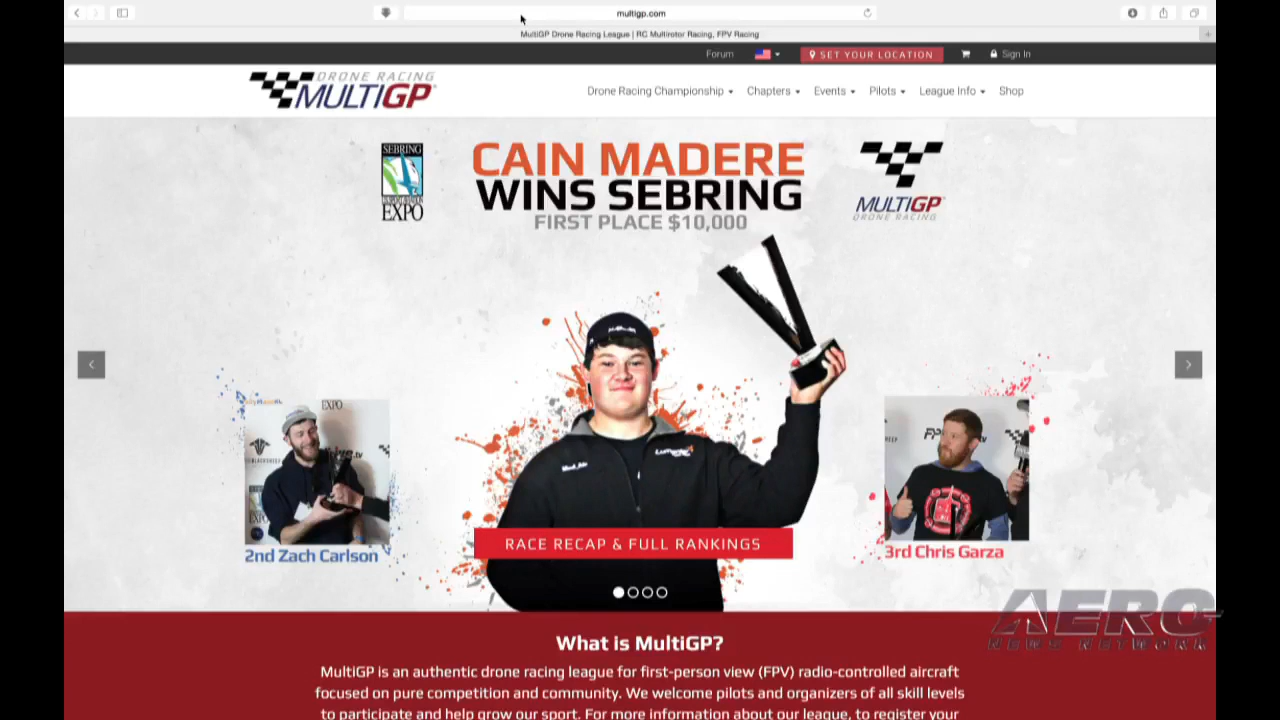 multigp.com
MultiGP Drone Racing League | RC Multirotor Racing, FPV Racing
Forum
SET YOUR LOCATION
Sign In
DRONE RACING
MULTIGP
Drone Racing Championship
Chapters
Events
Pilots
League Info
Shop
SEBRING
EXPO
CAIN MADERE
WINS SEBRING
FIRST PLACE $10,000
MULTIGP
DRONE RACING
EXPO
2nd Zach Carlson
RACE RECAP & FULL RANKINGS
3rd Chris Garza
AERO
NEWS NETWORK
What is MultiGP?
MultiGP is an authentic drone racing league for first-person view (FPV) radio-controlled aircraft
focused on pure competition and community. We welcome pilots and organizers of all skill levels
to participate and help grow our sport. For more information about our league, to register your